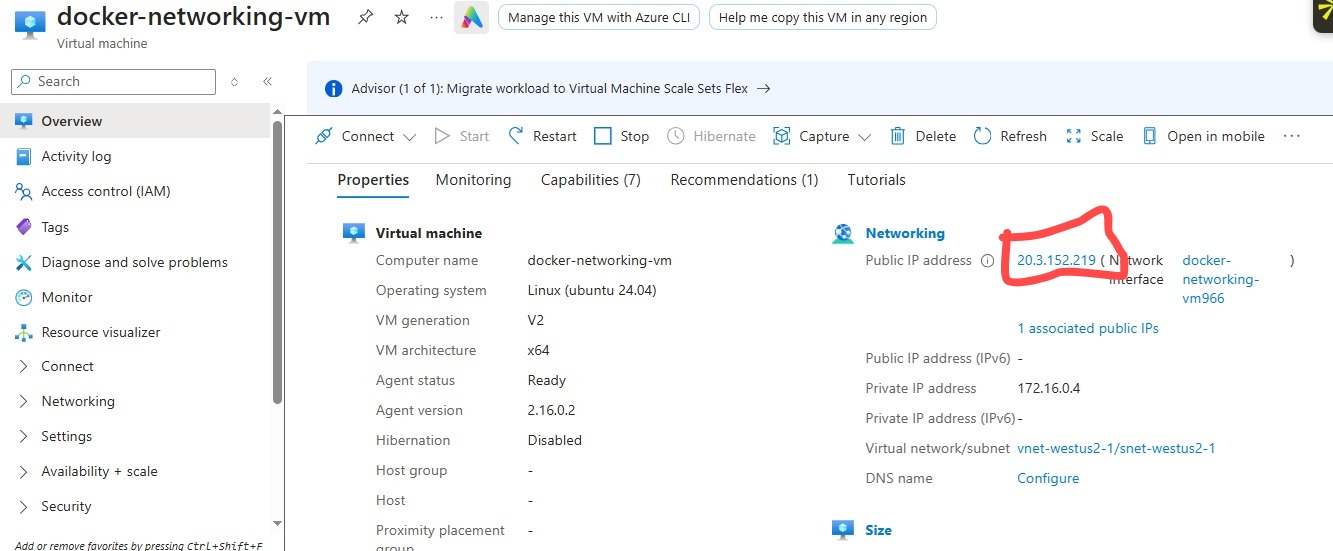 docker-networking-vm
Manage this VM with Azure CLI
Help me copy this VM in any region
Virtual machine
Search
Advisor (1 of 1): Migrate workload to Virtual Machine Scale Sets Flex
Overview
Activity log
Access control (IAM)
Tags
Diagnose and solve problems
Monitor
Resource visualizer
Connect
Networking
Settings
Availability + scale
Security
Add or remove favorites by pressing Ctrl+Shift+F
Connect Start Restart Stop Hibernate Capture Delete Refresh Scale Open in mobile
Properties Monitoring Capabilities (7) Recommendations (1) Tutorials
Virtual machine
Computer name docker-networking-vm
Operating system Linux (ubuntu 24.04)
VM generation V2
VM architecture x64
Agent status Ready
Agent version 2.16.0.2
Hibernation Disabled
Host group -
Host -
Proximity placement -
group
Networking
Public IP address 20.3.152.219 ( Network docker- )
Interface networking-
vm966
1 associated public IPs
Public IP address (IPv6) -
Private IP address 172.16.0.4
Private IP address (IPv6) -
Virtual network/subnet vnet-westus2-1/snet-westus2-1
DNS name Configure
Size